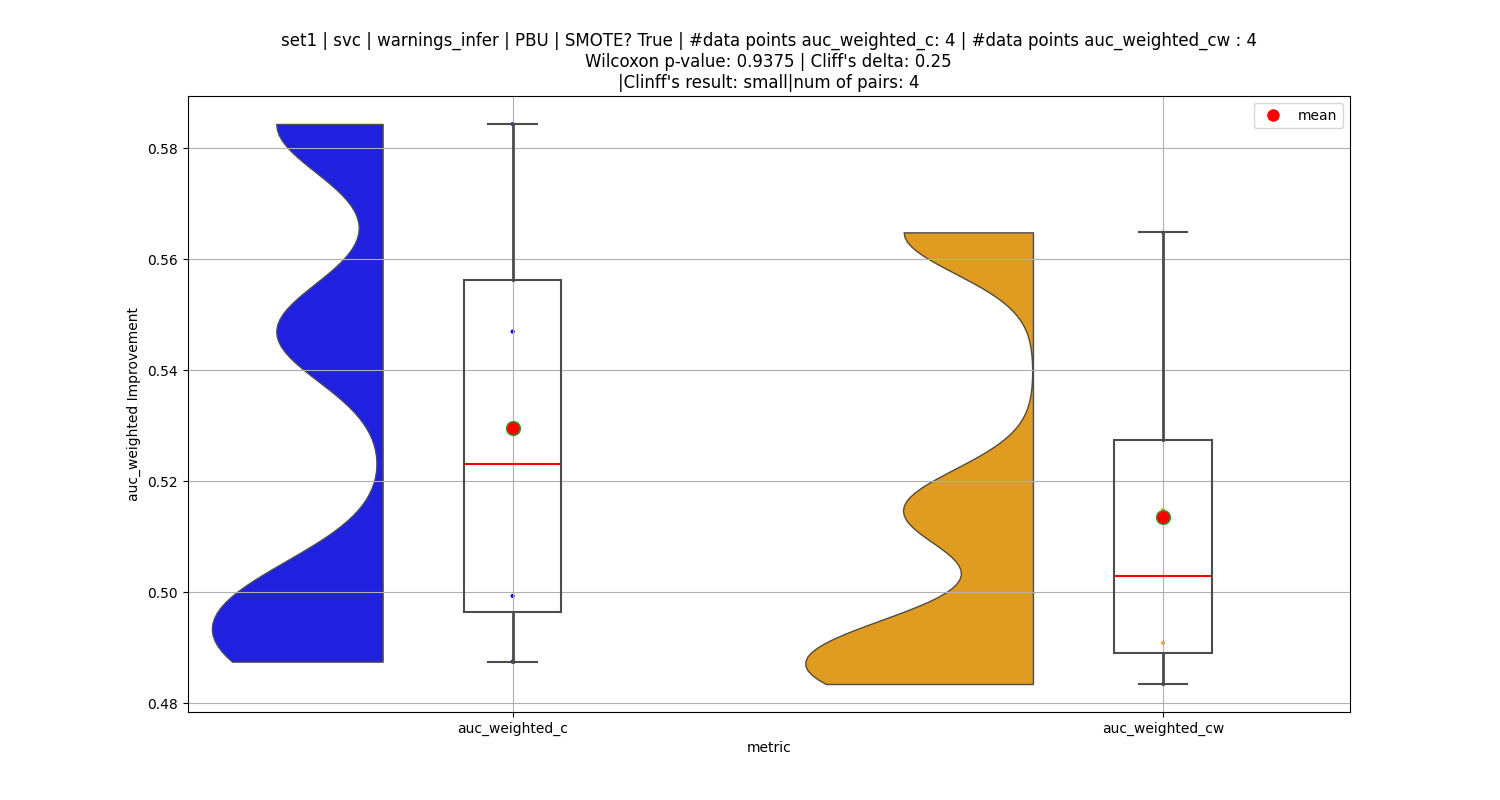 set1 | svc | warnings_infer | PBU | SMOTE? True | #data points auc_weighted_c: 4 | #data points auc_weighted_cw : 4
Wilcoxon p-value: 0.9375 | Cliff's delta: 0.25
|Clinff's result: small|num of pairs: 4
mean
0.58
0.56
0.54
0.52
0.50
0.48
auc_weighted Improvement
auc_weighted_c
auc_weighted_cw
metric